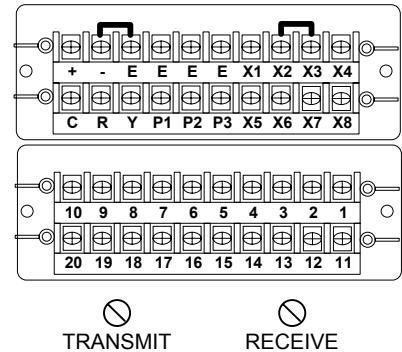 + - E E E E X1 X2 X3 X4
C R Y P1 P2 P3 X5 X6 X7 X8
10 9 8 7 6 5 4 3 2 1
20 19 18 17 16 15 14 13 12 11
TRANSMIT RECEIVE